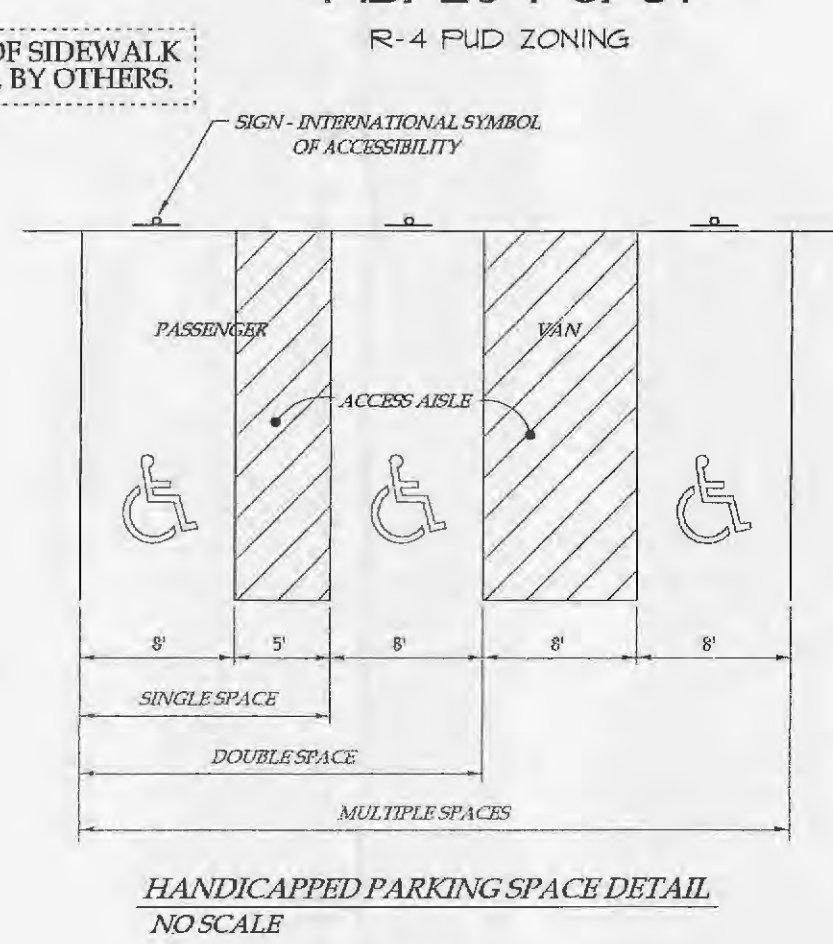 R-4 PUD ZONING
OF SIDEWALK
BY OTHERS.
SIGN - INTERNATIONAL SYMBOL
OF ACCESSIBILITY
PASSENGER
VAN
ACCESS AISLE
8' 5' 8' 8' 8'
SINGLE SPACE
DOUBLE SPACE
MULTIPLE SPACES
HANDICAPPED PARKING SPACE DETAIL
NO SCALE